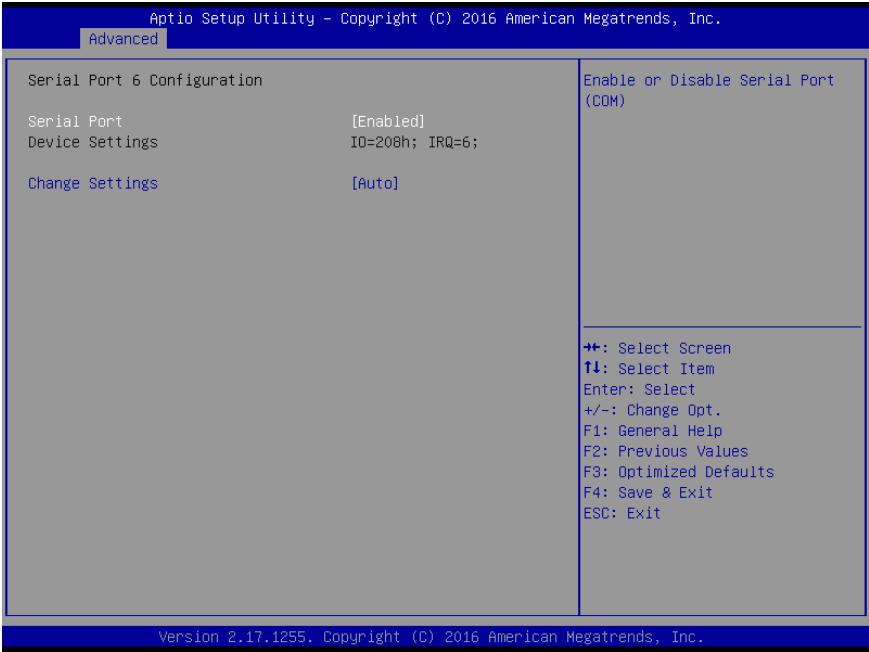 Aptio Setup Utility – Copyright (C) 2016 American Megatrends, Inc.
Advanced
Serial Port 6 Configuration
Serial Port [Enabled]
Device Settings IO=208h; IRQ=6;
Change Settings [Auto]
Enable or Disable Serial Port
(COM)
→←: Select Screen
↑↓: Select Item
Enter: Select
+/-: Change Opt.
F1: General Help
F2: Previous Values
F3: Optimized Defaults
F4: Save & Exit
ESC: Exit
Version 2.17.1255. Copyright (C) 2016 American Megatrends, Inc.